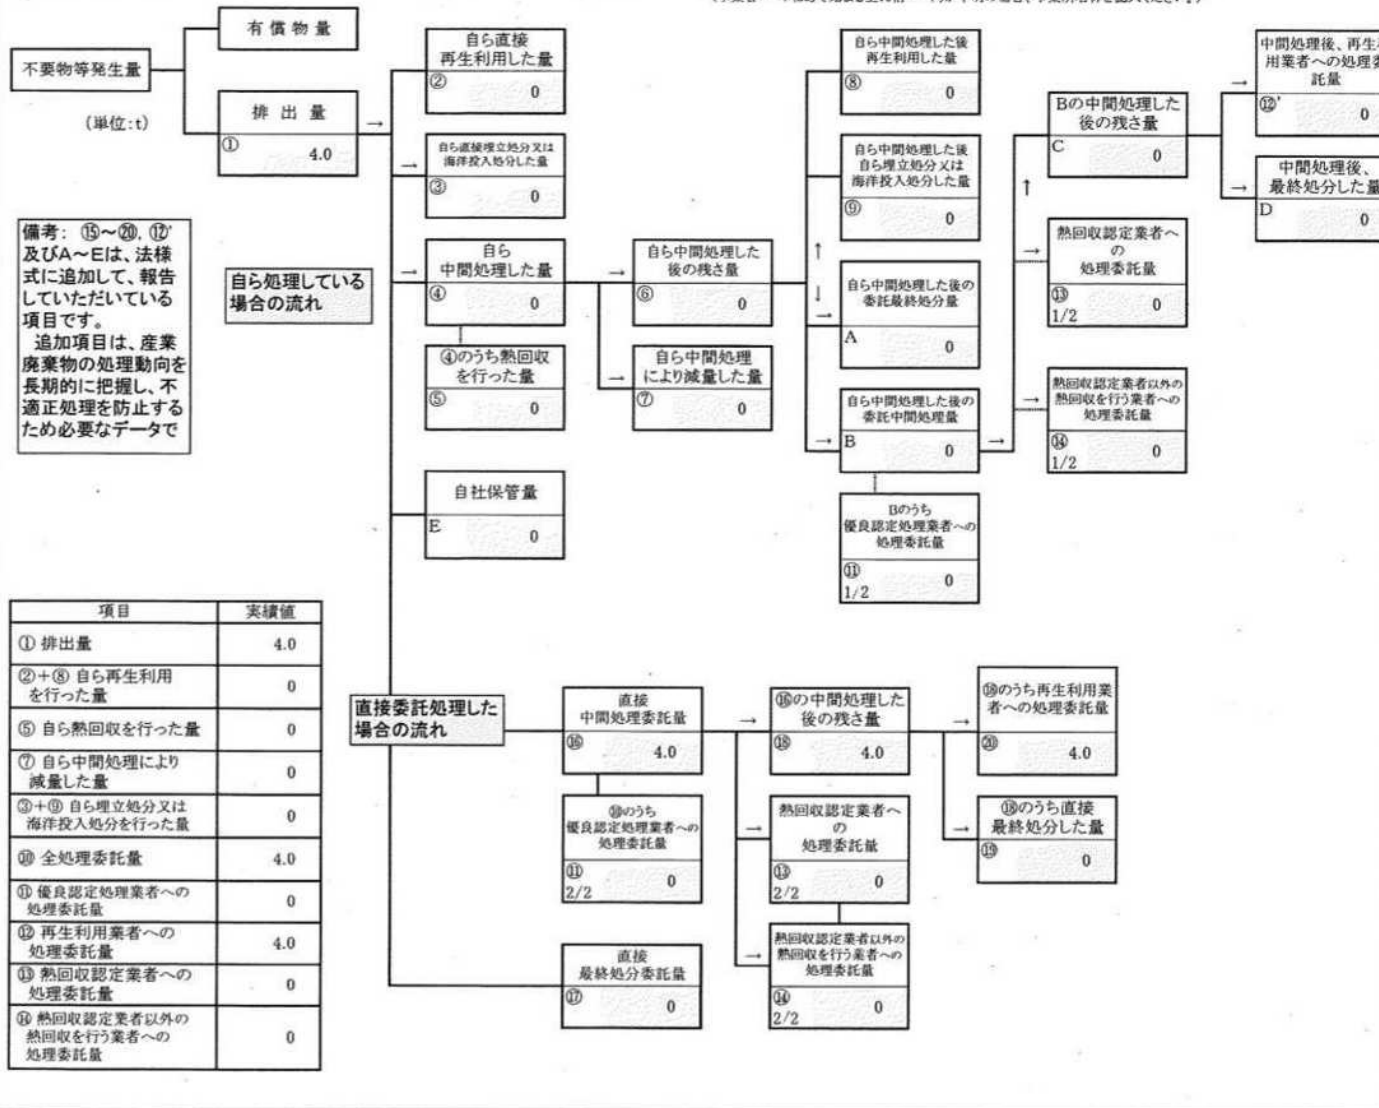 有償物量
不要物等発生量
(単位:t)
排出量
① 4.0
→
自ら直接
再生利用した量
② 0
→
自ら直接埋立処分又は
海洋投入処分した量
③ 0
→
自ら
中間処理した量
④ 0
④のうち熱回収
を行った量
⑤ 0
→
自ら中間処理した
後の残さ量
⑥ 0
→
自ら中間処理
により減量した量
⑦ 0
自ら中間処理した後
再生利用した量
⑧ 0
自ら中間処理した後
自ら埋立処分又は
海洋投入処分した量
⑨ 0
↑
↓
→
自ら中間処理した後の
委託最終処分量
A 0
→
自ら中間処理した後の
委託中間処理量
B 0
Bのうち
優良認定処理業者への
処理委託量
⑪
1/2 0
→
↑
Bの中間処理した
後の残さ量
C 0
→
熱回収認定業者へ
の
処理委託量
⑬
1/2 0
→
熱回収認定業者以外の
熱回収を行う業者への
処理委託量
⑭
1/2 0
→
中間処理後、再生
用業者への処理委
託量
⑫' 0
→
中間処理後、
最終処分した量
D 0
備考: ⑮~⑳, ⑫'
及びA~Eは、法様
式に追加して、報告
していただいている
項目です。
追加項目は、産業
廃棄物の処理動向を
長期的に把握し、不
適正処理を防止する
ため必要なデータで
自ら処理している
場合の流れ
自社保管量
E 0
項目 実績値
① 排出量 4.0
②+⑧ 自ら再生利用
を行った量 0
⑤ 自ら熱回収を行った量 0
⑦ 自ら中間処理により
減量した量 0
③+⑨ 自ら埋立処分又は
海洋投入処分を行った量 0
⑩ 全処理委託量 4.0
⑪ 優良認定処理業者への
処理委託量 0
⑫ 再生利用業者への
処理委託量 4.0
⑬ 熱回収認定業者への
処理委託量 0
⑭ 熱回収認定業者以外の
熱回収を行う業者への
処理委託量 0
直接委託処理した
場合の流れ
直接
中間処理委託量
⑯ 4.0
⑩のうち
優良認定処理業者への
処理委託量
⑪
2/2 0
直接
最終処分委託量
⑰ 0
→
⑯の中間処理した
後の残さ量
⑱ 4.0
→
熱回収認定業者へ
の
処理委託量
⑬
2/2 0
→
熱回収認定業者以外の
熱回収を行う業者への
処理委託量
⑭
2/2 0
→
⑱のうち再生利用業
者への処理委託量
⑳ 4.0
→
⑱のうち直接
最終処分した量
⑲ 0